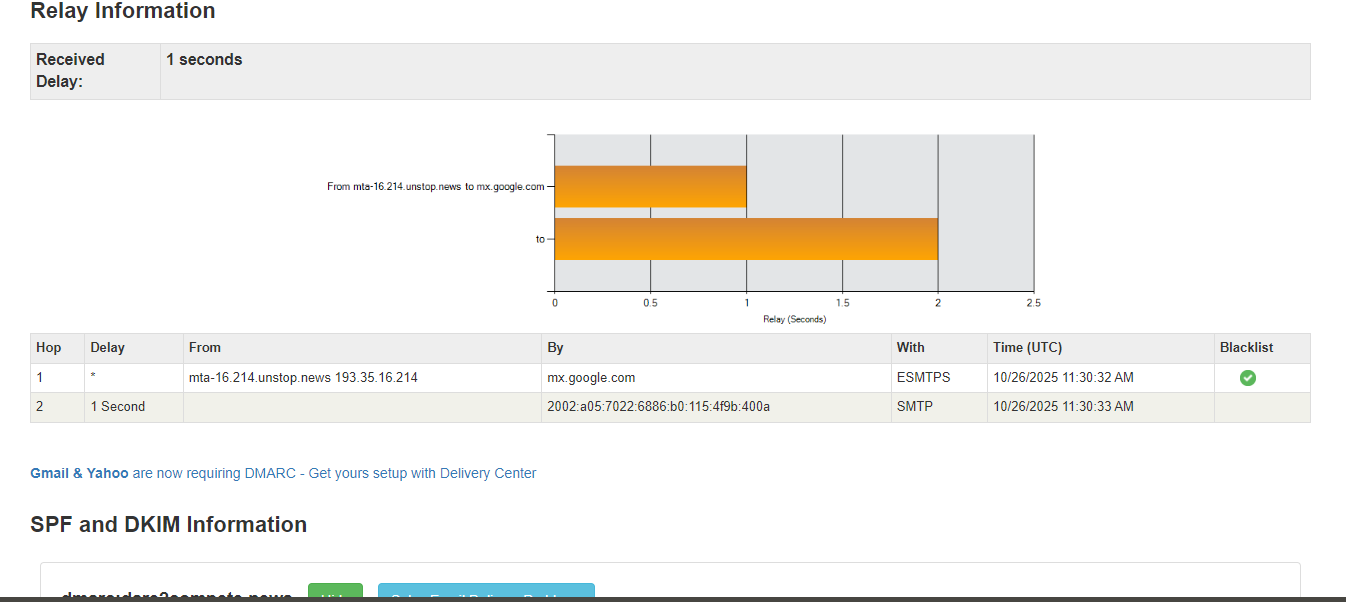 Relay Information
Received Delay: 1 seconds
From mta-16.214.unstop.news to mx.google.com
to
0 0.5 1 1.5 2 2.5
Relay (Seconds)
Hop Delay From By With Time (UTC) Blacklist
1 * mta-16.214.unstop.news 193.35.16.214 mx.google.com ESMTPS 10/26/2025 11:30:32 AM
2 1 Second 2002:a05:7022:6886:b0:115:4f9b:400a SMTP 10/26/2025 11:30:33 AM
Gmail & Yahoo are now requiring DMARC - Get yours setup with Delivery Center
SPF and DKIM Information